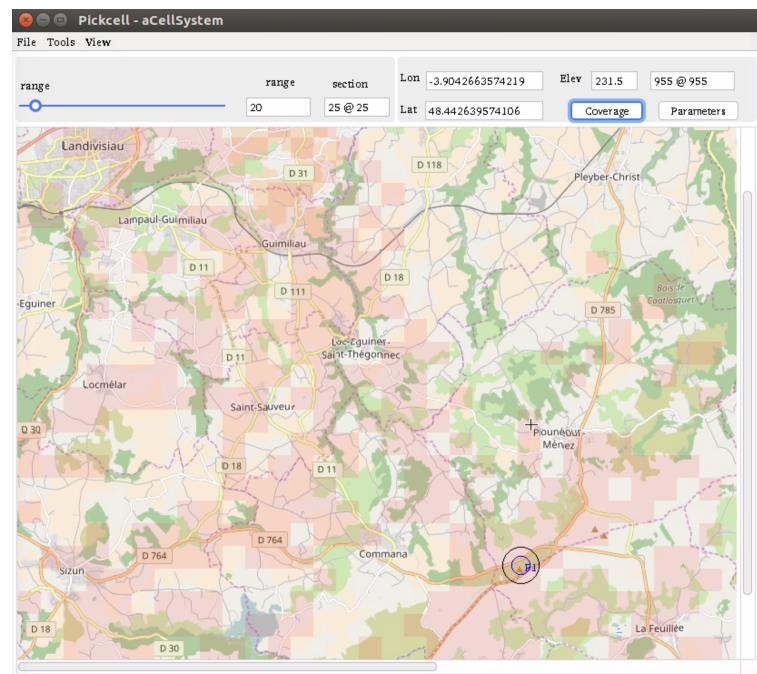 Pickcell - aCellSystem
File Tools View
range
range section
20 25 @ 25
Lon -3.9042663574219 Elev 231.5 955 @ 955
Lat 48.442639574106 Coverage Parameters
Landivisiau
D 31
D 118
Pleyber-Christ
Lampaul-Guimiliau
Guimiliau
D 11
D 18
D 111
Bois de
Coatlosquet
-Eguiner
D 785
Loc-Eguiner-
Saint-Thégonnec
D 11
Locmélar
Saint-Sauveur
D 30
Plounéour-
Ménez
D 18
D 11
D 764
D 764
Commana
Sizun
P1
D 18
La Feuillée
D 30